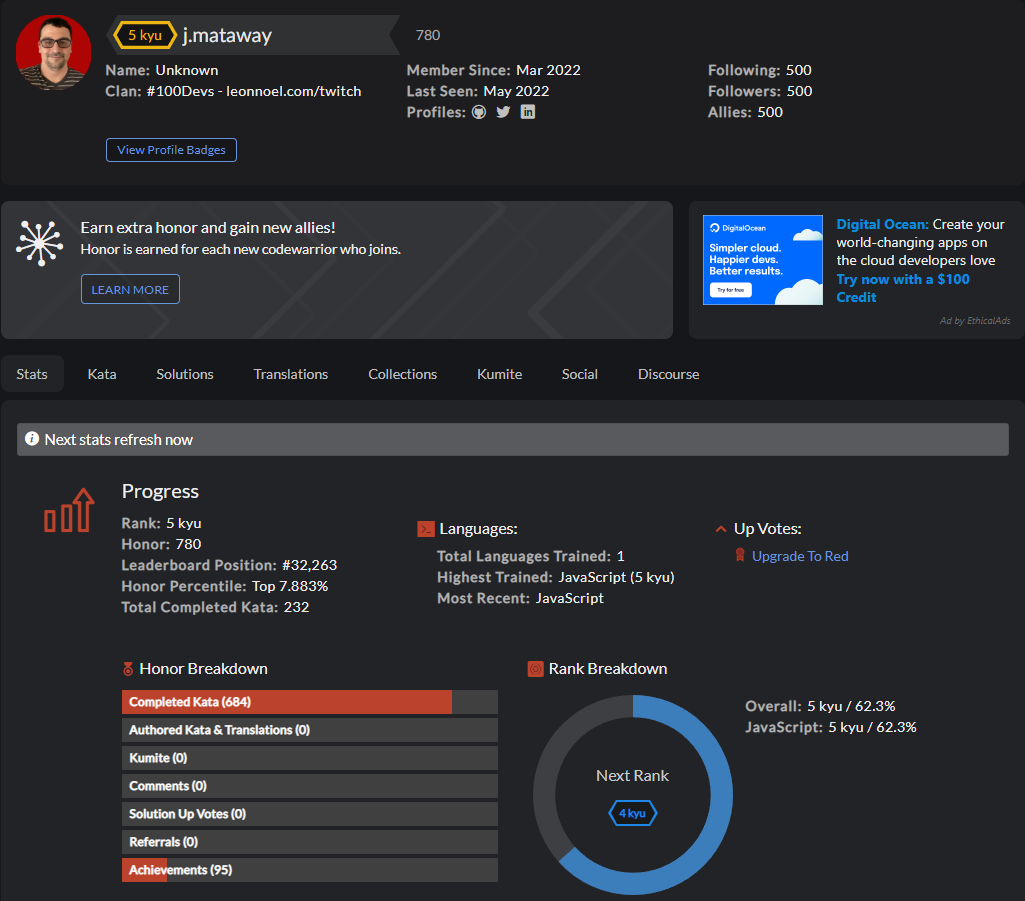 5 kyu j.mataway 780
Name: Unknown
Clan: #100Devs - leonnoel.com/twitch
Member Since: Mar 2022
Last Seen: May 2022
Profiles:
Following: 500
Followers: 500
Allies: 500
View Profile Badges
Earn extra honor and gain new allies!
Honor is earned for each new codewarrior who joins.
LEARN MORE
DigitalOcean
Simpler cloud.
Happier devs.
Better results.
Try for free
Digital Ocean: Create your
world-changing apps on
the cloud developers love
Try now with a $100
Credit
Ad by EthicalAds
Stats Kata Solutions Translations Collections Kumite Social Discourse
Next stats refresh now
Progress
Rank: 5 kyu
Honor: 780
Leaderboard Position: #32,263
Honor Percentile: Top 7.883%
Total Completed Kata: 232
Languages:
Total Languages Trained: 1
Highest Trained: JavaScript (5 kyu)
Most Recent: JavaScript
Up Votes:
Upgrade To Red
Honor Breakdown
Completed Kata (684)
Authored Kata & Translations (0)
Kumite (0)
Comments (0)
Solution Up Votes (0)
Referrals (0)
Achievements (95)
Rank Breakdown
Next Rank
4 kyu
Overall: 5 kyu / 62.3%
JavaScript: 5 kyu / 62.3%